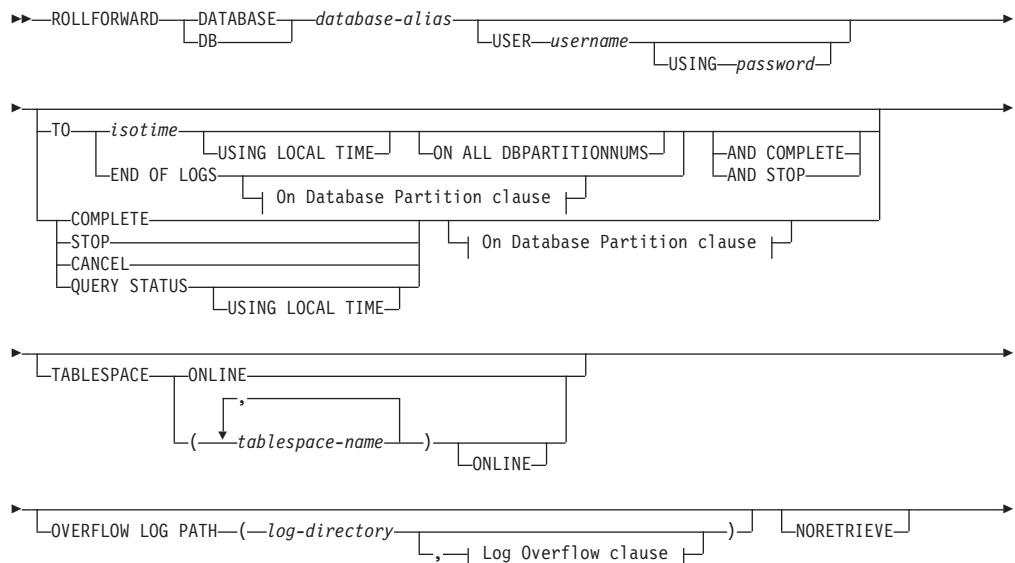 ROLLFORWARD DATABASE database-alias
DB USER username
USING password
TO isotime
USING LOCAL TIME ON ALL DBPARTITIONNUMS AND COMPLETE
END OF LOGS AND STOP
On Database Partition clause
COMPLETE
STOP On Database Partition clause
CANCEL
QUERY STATUS
USING LOCAL TIME
TABLESPACE ONLINE
,
( tablespace-name )
ONLINE
OVERFLOW LOG PATH ( log-directory ) NORETRIEVE
, Log Overflow clause